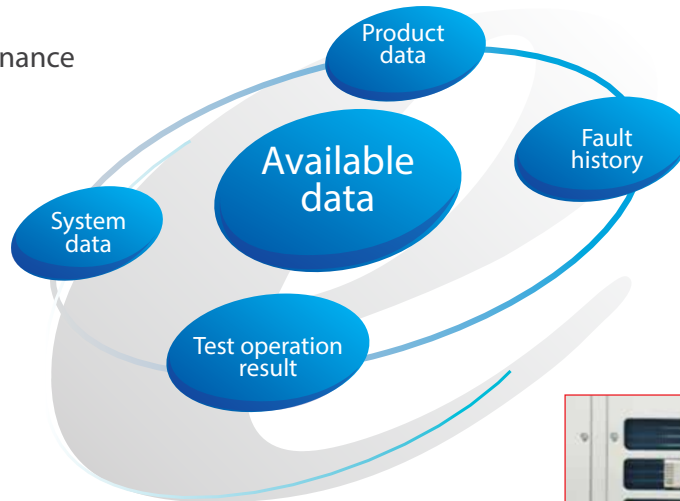 nance
Product
data
Available
data
Fault
history
System
data
Test operation
result